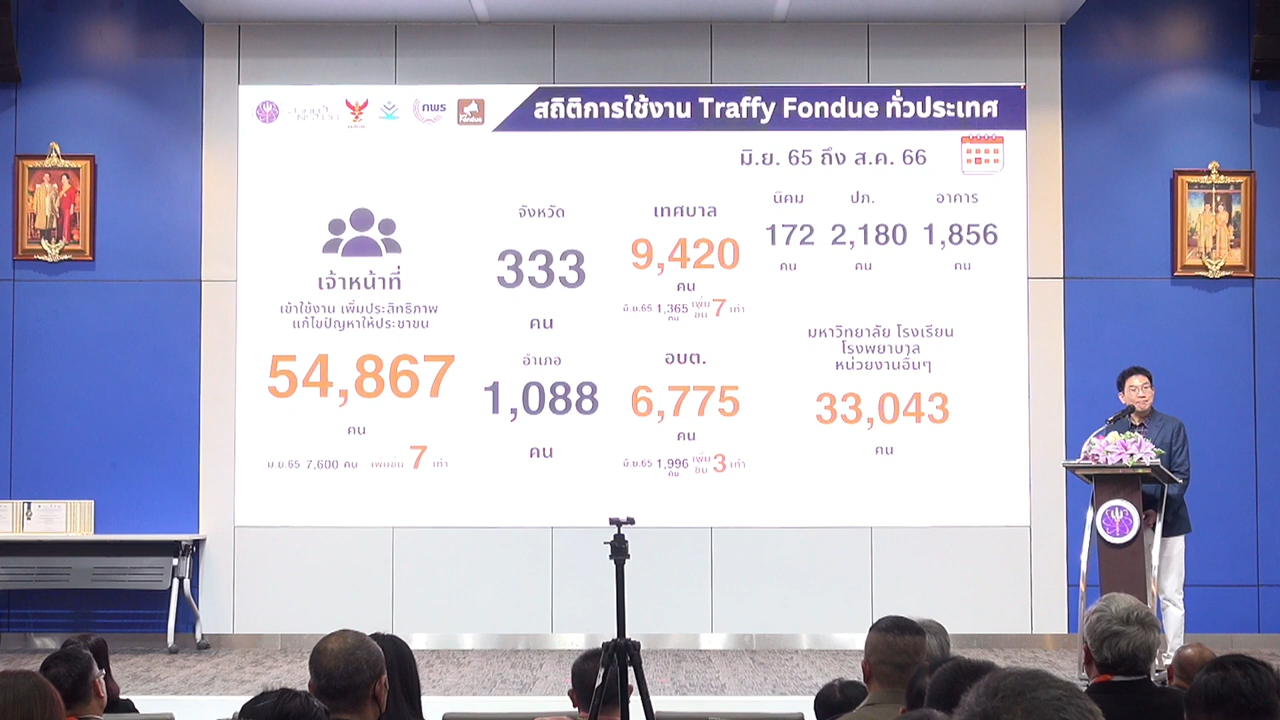 กพร
Fondue
สถิติการใช้งาน Traffy Fondue ทั่วประเทศ
มิ.ย. 65 ถึง ส.ค. 66
เจ้าหน้าที่
เข้าใช้งาน เพิ่มประสิทธิภาพ
แก้ไขปัญหาให้ประชาชน
54,867
คน
มิ.ย.65 7,600 คน เพิ่มขึ้น 7 เท่า
จังหวัด
333
คน
อำเภอ
1,088
คน
เทศบาล
9,420
คน
มิ.ย.65 1,365 คน เพิ่มขึ้น 7 เท่า
อบต.
6,775
คน
มิ.ย.65 1,996 คน เพิ่มขึ้น 3 เท่า
นิคม
172
คน
ปภ.
2,180
คน
อาคาร
1,856
คน
มหาวิทยาลัย โรงเรียน
โรงพยาบาล
หน่วยงานอื่นๆ
33,043
คน